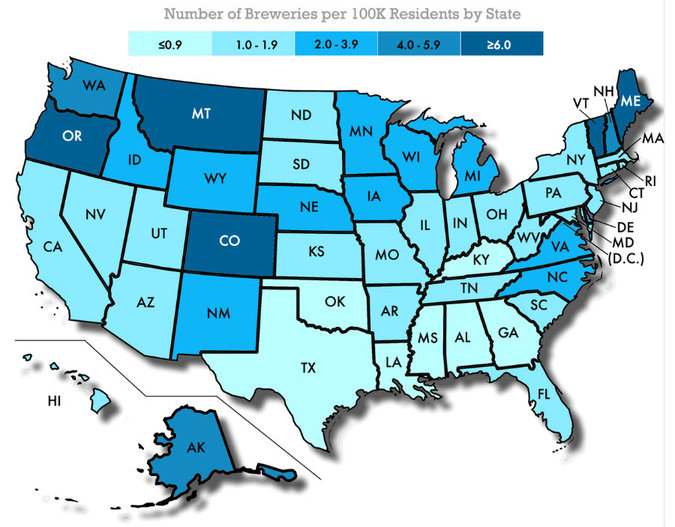 Number of Breweries per 100K Residents by State
≤0.9 1.0 - 1.9 2.0 - 3.9 4.0 - 5.9 ≥6.0
WA
MT
ND
MN
VT
NH
ME
OR
ID
WY
SD
WI
MI
NY
MA
RI
CT
NJ
DE
MD
(D.C.)
NV
UT
CO
NE
IA
IL
IN
OH
PA
WV
VA
CA
AZ
NM
KS
MO
KY
NC
TN
SC
OK
AR
TX
LA
MS
AL
GA
FL
HI
AK